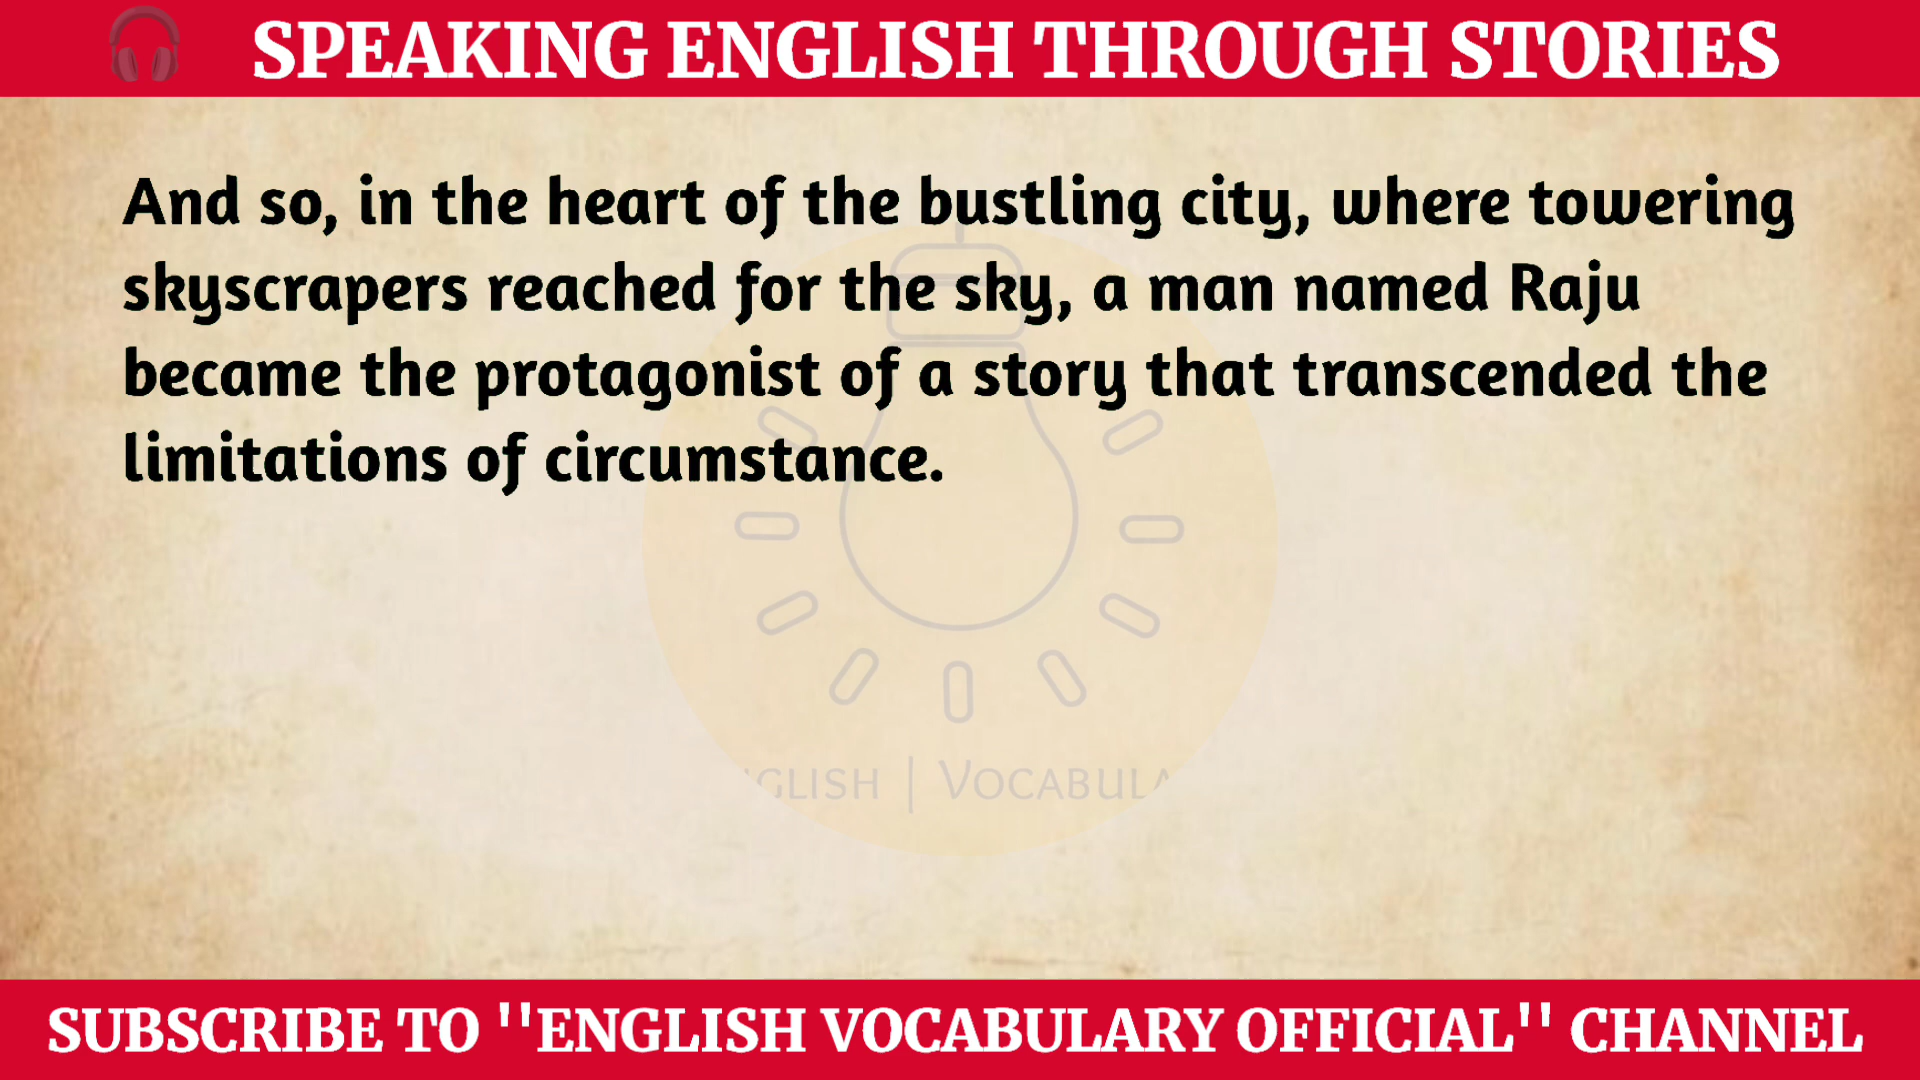 SPEAKING ENGLISH THROUGH STORIES
And so, in the heart of the bustling city, where towering
skyscrapers reached for the sky, a man named Raju
became the protagonist of a story that transcended the
limitations of circumstance.
GLISH | VOCABULA
SUBSCRIBE TO "ENGLISH VOCABULARY OFFICIAL" CHANNEL